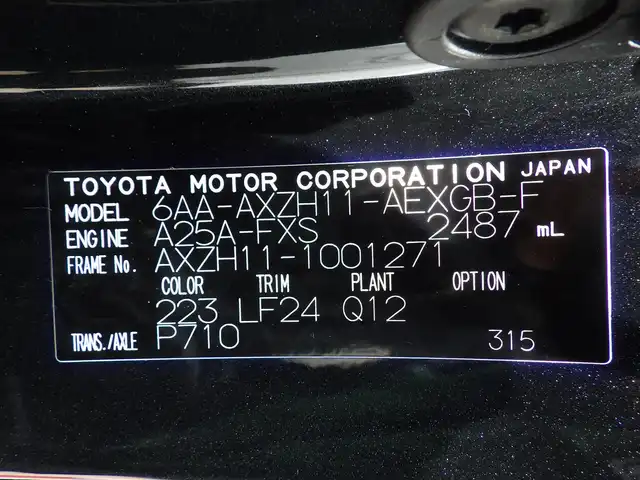 TOYOTA MOTOR CORPORATION JAPAN
MODEL 6AA-AXZH11-AEXGB-F
ENGINE A25A-FXS 2487 mL
FRAME No. AXZH11-1001271
COLOR TRIM PLANT OPTION
223 LF24 Q12
TRANS./AXLE P710 315